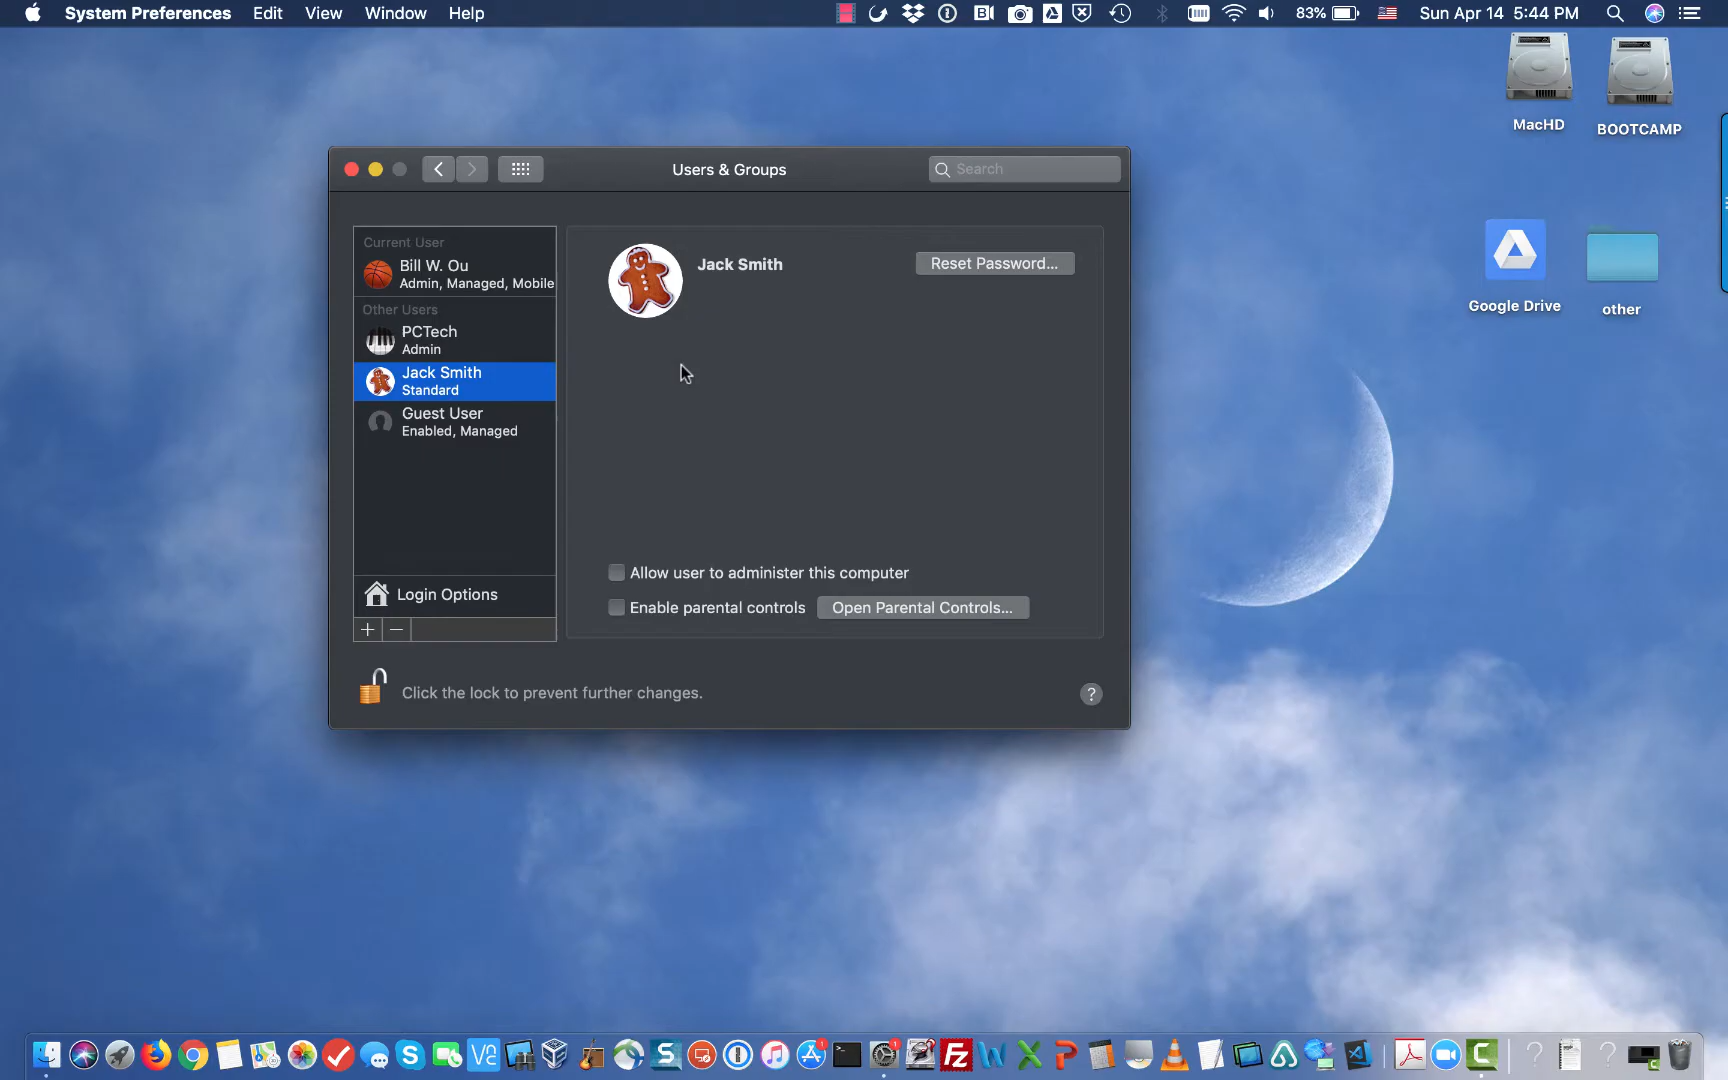 System Preferences Edit View Window Help
83% Sun Apr 14 5:44 PM
MacHD
BOOTCAMP
Google Drive
other
Users & Groups
Search
Current User
Bill W. Ou
Admin, Managed, Mobile
Other Users
PCTech
Admin
Jack Smith
Standard
Guest User
Enabled, Managed
Login Options
Jack Smith
Reset Password...
Allow user to administer this computer
Enable parental controls
Open Parental Controls...
Click the lock to prevent further changes.
?